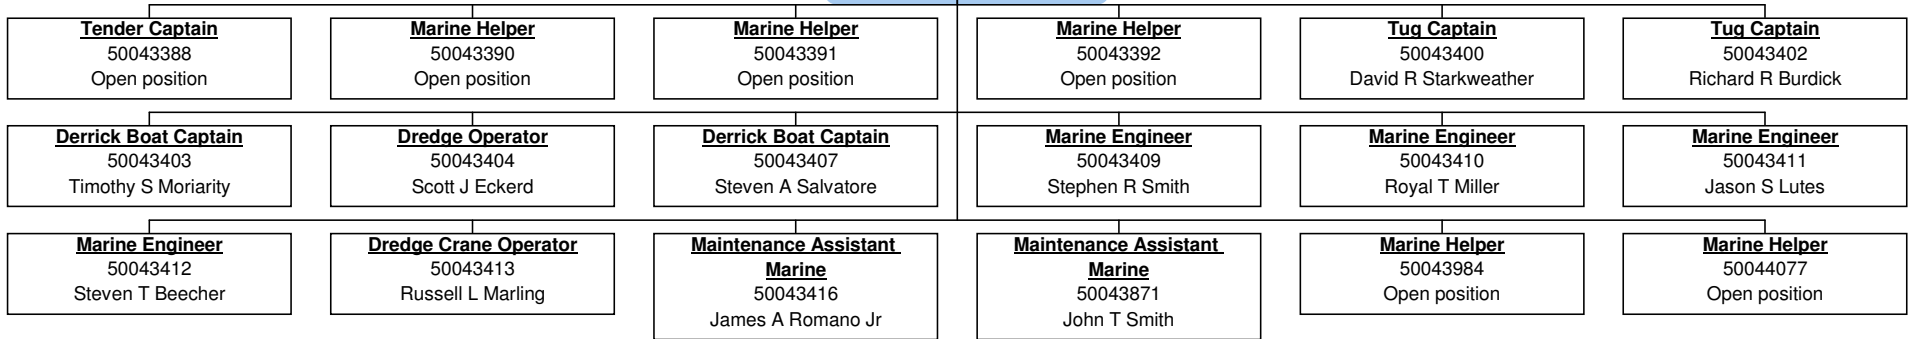 Tender Captain
50043388
Open position
Marine Helper
50043390
Open position
Marine Helper
50043391
Open position
Marine Helper
50043392
Open position
Tug Captain
50043400
David R Starkweather
Tug Captain
50043402
Richard R Burdick
Derrick Boat Captain
50043403
Timothy S Moriarity
Dredge Operator
50043404
Scott J Eckerd
Derrick Boat Captain
50043407
Steven A Salvatore
Marine Engineer
50043409
Stephen R Smith
Marine Engineer
50043410
Royal T Miller
Marine Engineer
50043411
Jason S Lutes
Marine Engineer
50043412
Steven T Beecher
Dredge Crane Operator
50043413
Russell L Marling
Maintenance Assistant
Marine
50043416
James A Romano Jr
Maintenance Assistant
Marine
50043871
John T Smith
Marine Helper
50043984
Open position
Marine Helper
50044077
Open position